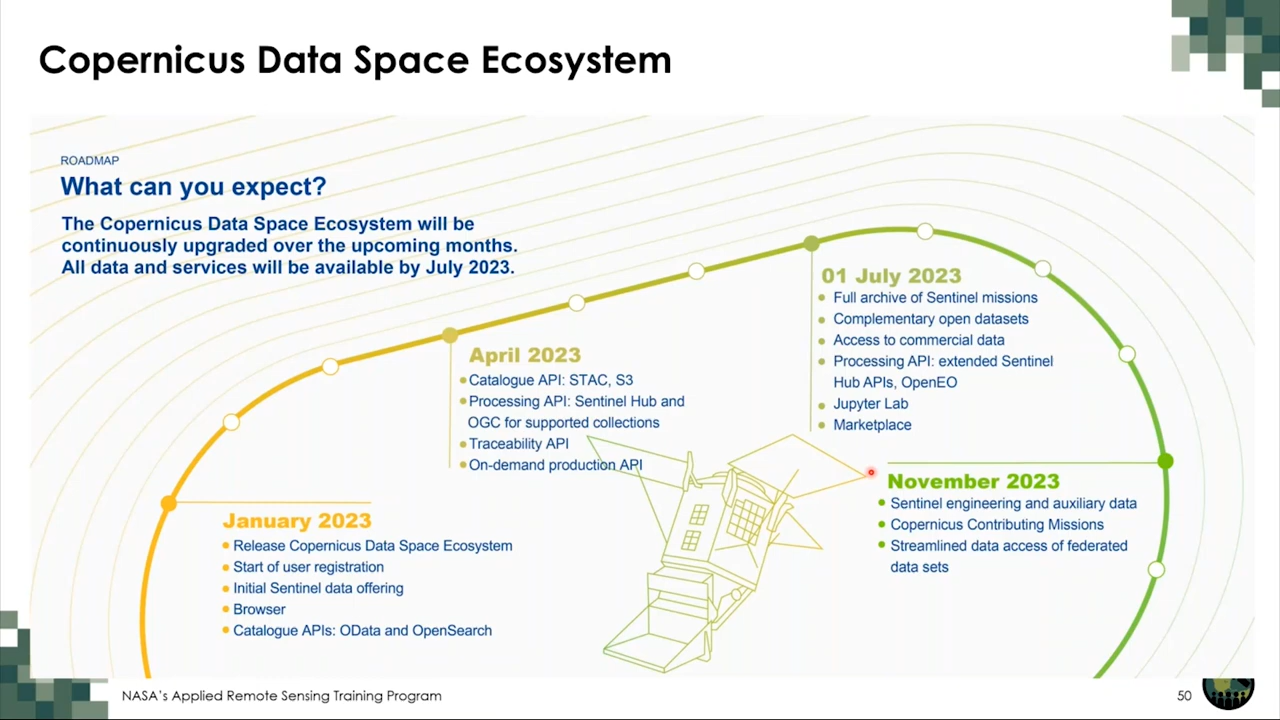 Copernicus Data Space Ecosystem
ROADMAP
What can you expect?
The Copernicus Data Space Ecosystem will be
continuously upgraded over the upcoming months.
All data and services will be available by July 2023.
January 2023
Release Copernicus Data Space Ecosystem
Start of user registration
Initial Sentinel data offering
Browser
Catalogue APIs: OData and OpenSearch
April 2023
Catalogue API: STAC, S3
Processing API: Sentinel Hub and
OGC for supported collections
Traceability API
On-demand production API
01 July 2023
Full archive of Sentinel missions
Complementary open datasets
Access to commercial data
Processing API: extended Sentinel
Hub APIs, OpenEO
Jupyter Lab
Marketplace
November 2023
Sentinel engineering and auxiliary data
Copernicus Contributing Missions
Streamlined data access of federated
data sets
NASA's Applied Remote Sensing Training Program
50